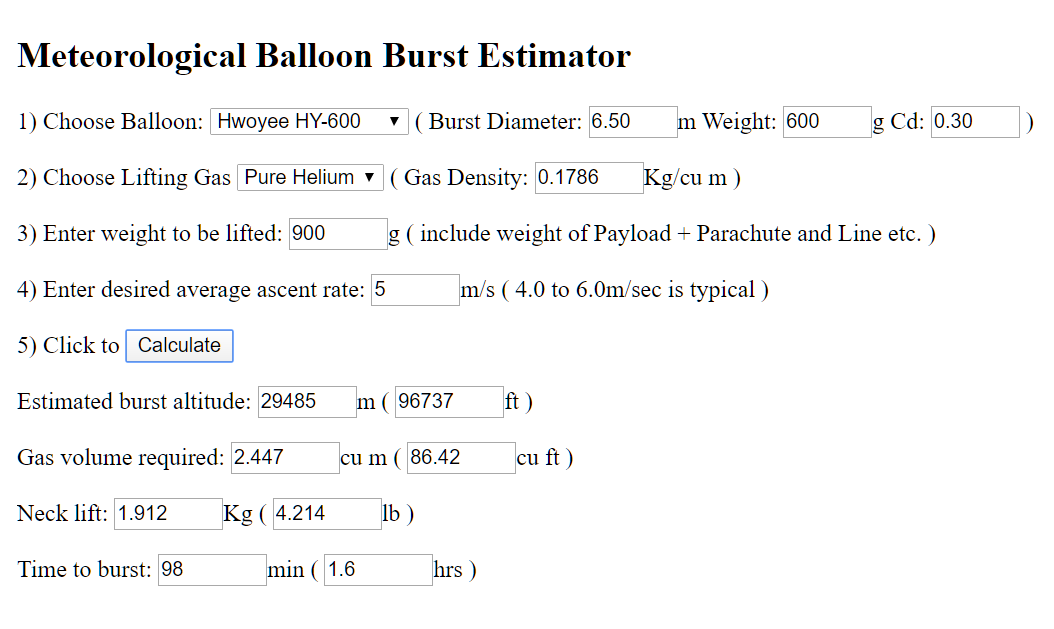 Meteorological Balloon Burst Estimator
1) Choose Balloon: Hwoyee HY-600 ▼ ( Burst Diameter: 6.50 m Weight: 600 g Cd: 0.30 )
2) Choose Lifting Gas Pure Helium ▼ ( Gas Density: 0.1786 Kg/cu m )
3) Enter weight to be lifted: 900 g ( include weight of Payload + Parachute and Line etc. )
4) Enter desired average ascent rate: 5 m/s ( 4.0 to 6.0m/sec is typical )
5) Click to Calculate
Estimated burst altitude: 29485 m ( 96737 ft )
Gas volume required: 2.447 cu m ( 86.42 cu ft )
Neck lift: 1.912 Kg ( 4.214 lb )
Time to burst: 98 min ( 1.6 hrs )